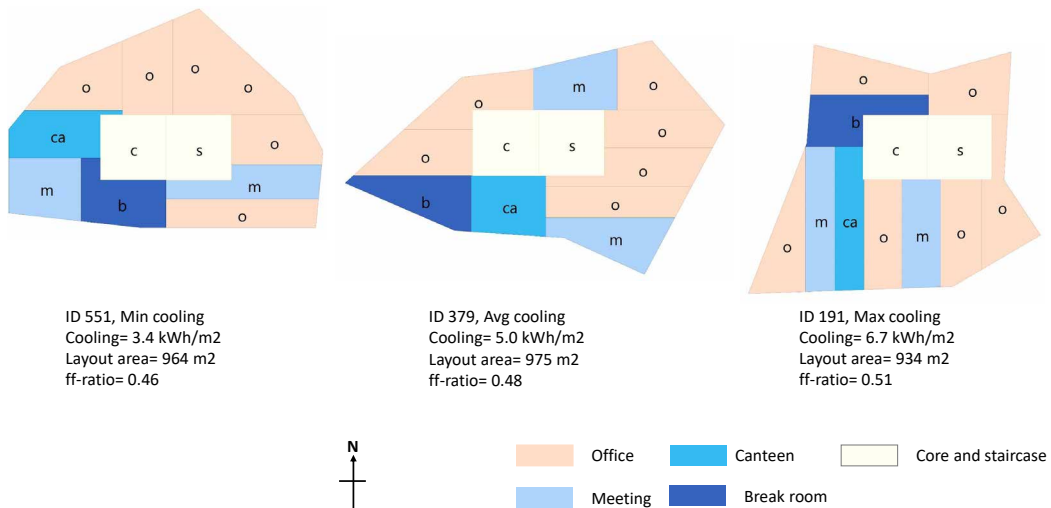 o
o
o
o
ca
c
s
o
m
b
m
o
ID 551, Min cooling
Cooling= 3.4 kWh/m2
Layout area= 964 m2
ff-ratio= 0.46
m
o
o
o
o
c
s
o
b
ca
o
m
ID 379, Avg cooling
Cooling= 5.0 kWh/m2
Layout area= 975 m2
ff-ratio= 0.48
o
o
b
c
s
m
ca
o
m
o
o
o
ID 191, Max cooling
Cooling= 6.7 kWh/m2
Layout area= 934 m2
ff-ratio= 0.51
N
Office
Canteen
Core and staircase
Meeting
Break room